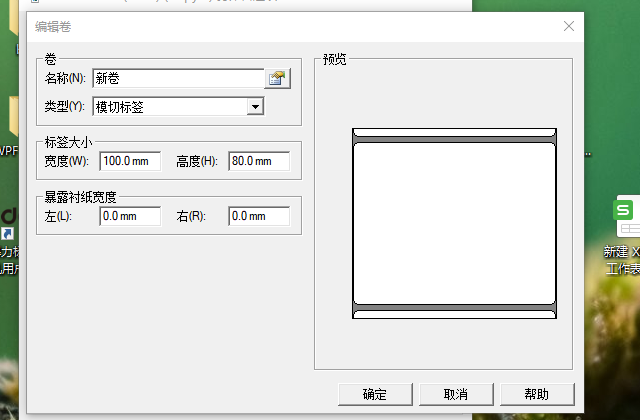 编辑卷
卷
名称(N): 新卷
类型(Y): 模切标签
标签大小
宽度(W): 100.0 mm 高度(H): 80.0 mm
暴露衬纸宽度
左(L): 0.0 mm 右(R): 0.0 mm
预览
确定 取消 帮助
WPF
...
S
新建 X
工作表